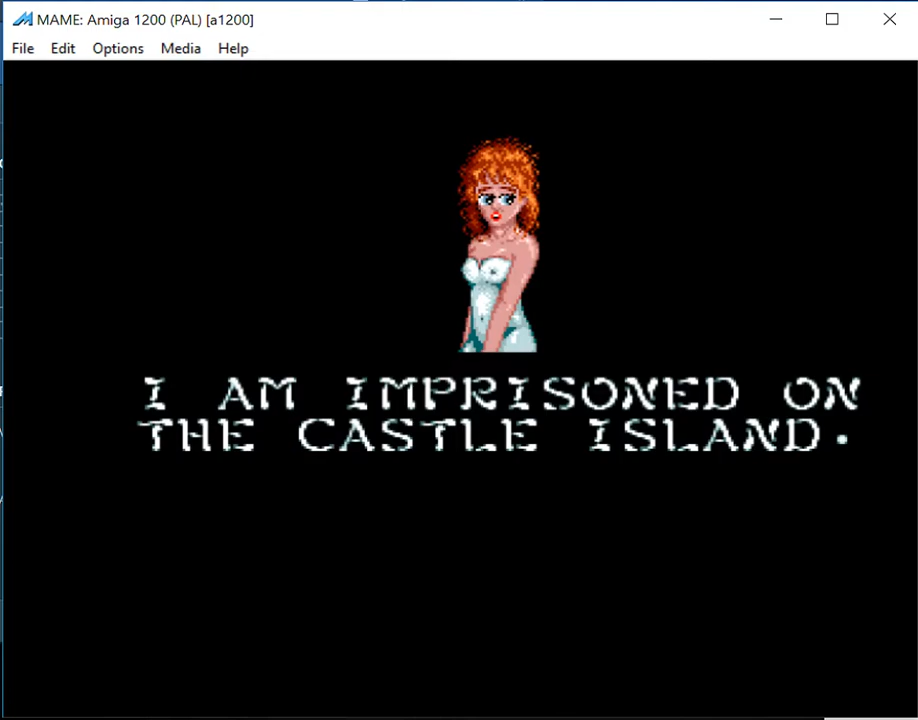 MAME: Amiga 1200 (PAL) [a1200]
File Edit Options Media Help
I AM IMPRISONED ON
THE CASTLE ISLAND.